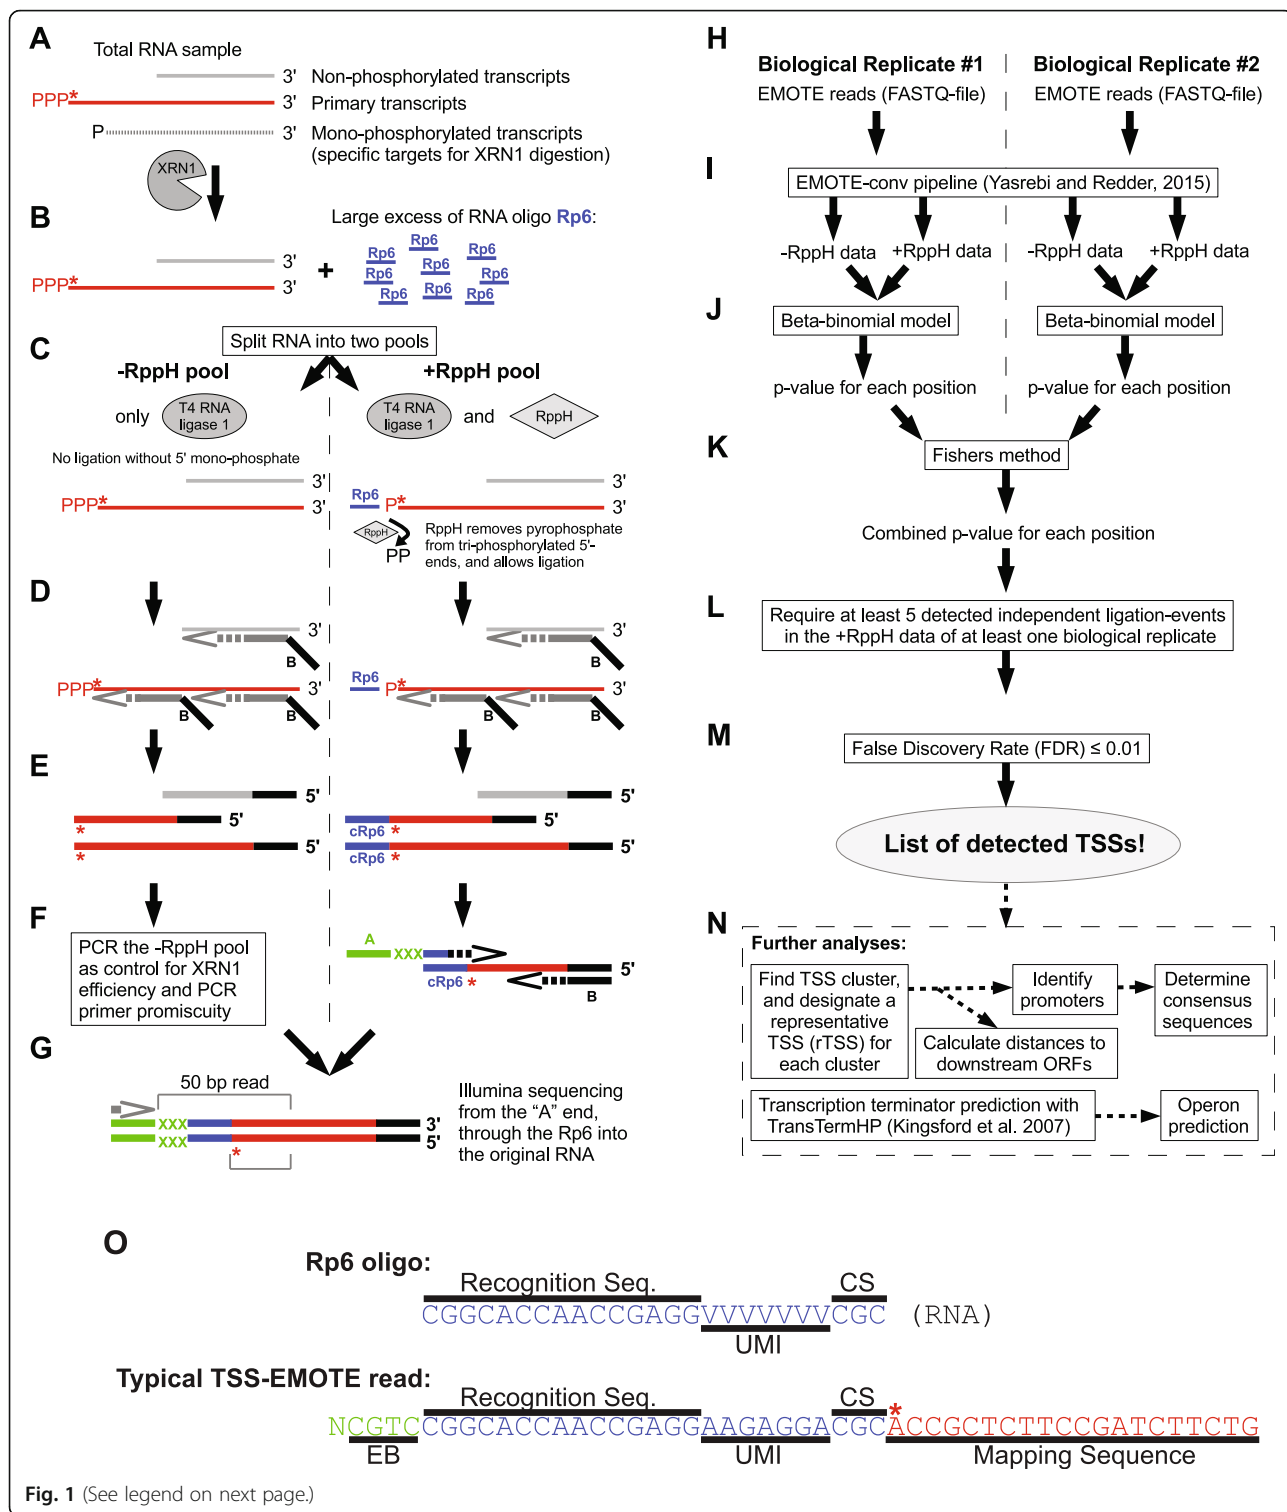 A
Total RNA sample
3' Non-phosphorylated transcripts
PPP* 3' Primary transcripts
P 3' Mono-phosphorylated transcripts
(specific targets for XRN1 digestion)
XRN1
B
Large excess of RNA oligo Rp6:
3'
PPP* 3'
+
Rp6 Rp6 Rp6
Rp6 Rp6 Rp6
Rp6 Rp6 Rp6
C
Split RNA into two pools
-RppH pool
only
T4 RNA
ligase 1
+RppH pool
T4 RNA
ligase 1
and
RppH
No ligation without 5' mono-phosphate
3'
PPP* 3'
3'
Rp6 P* 3'
RppH
PP
RppH removes pyrophosphate
from tri-phosphorylated 5'-
ends, and allows ligation
D
3'
B
PPP* 3'
B B
3'
B
Rp6 P* 3'
B B
E
5'
* 5'
*
5'
cRp6 * 5'
cRp6 *
F
PCR the -RppH pool
as control for XRN1
efficiency and PCR
primer promiscuity
A
XXX
5'
cRp6 * B
G
50 bp read
XXX 3'
XXX 5'
*
Illumina sequencing
from the “A” end,
through the Rp6 into
the original RNA
H
Biological Replicate #1
EMOTE reads (FASTQ-file)
Biological Replicate #2
EMOTE reads (FASTQ-file)
I
EMOTE-conv pipeline (Yasrebi and Redder, 2015)
-RppH data +RppH data
-RppH data +RppH data
J
Beta-binomial model
Beta-binomial model
p-value for each position
p-value for each position
K
Fishers method
Combined p-value for each position
L
Require at least 5 detected independent ligation-events
in the +RppH data of at least one biological replicate
M
False Discovery Rate (FDR) ≤ 0.01
List of detected TSSs!
N
Further analyses:
Find TSS cluster,
and designate a
representative
TSS (rTSS) for
each cluster
Identify
promoters
Determine
consensus
sequences
Calculate distances to
downstream ORFs
Transcription terminator prediction with
TransTermHP (Kingsford et al. 2007)
Operon
prediction
O
Rp6 oligo:
Recognition Seq. CS
CGGCACCAACCGAGGVVVVVVVCGC (RNA)
UMI
Typical TSS-EMOTE read:
Recognition Seq. CS
*
NCGTCCGGCACCAACCGAGGAAGAGGACGCACCGCTCTTCCGATCTTCTG
EB UMI Mapping Sequence
Fig. 1 (See legend on next page.)